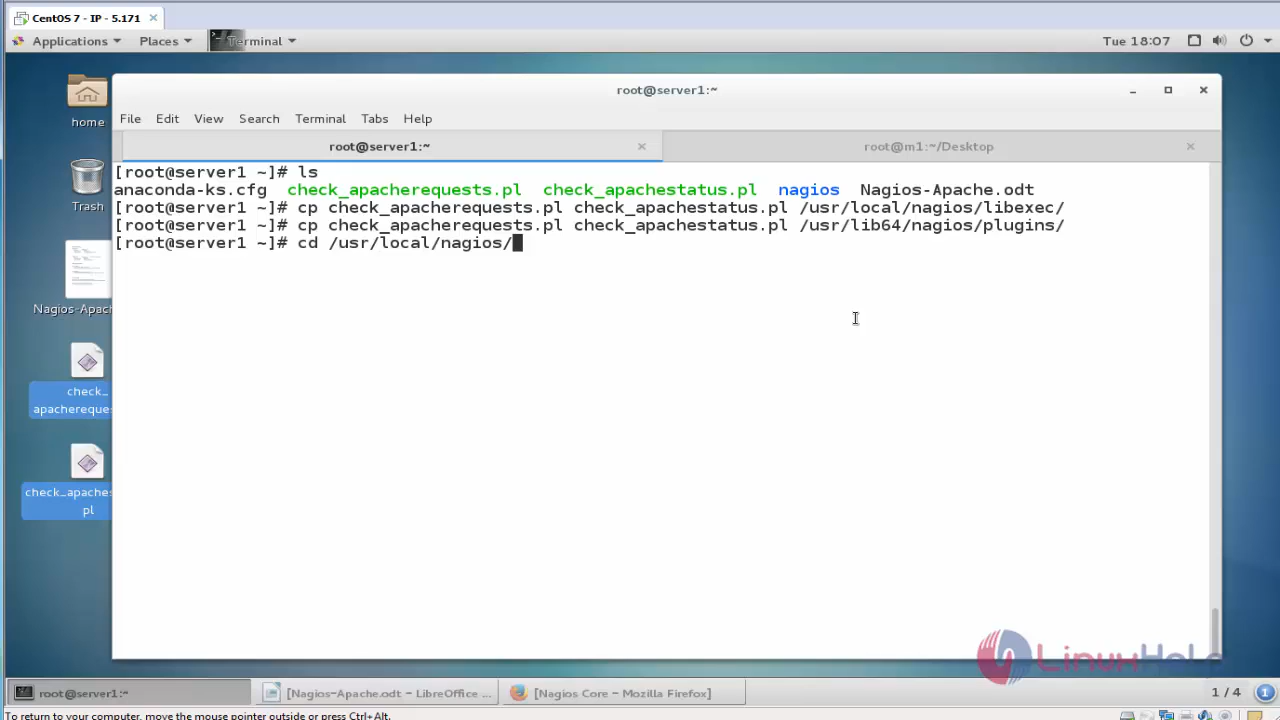 CentOS 7 - IP - 5.171
Applications Places Terminal Tue 18:07
root@server1:~
File Edit View Search Terminal Tabs Help
root@server1:~ root@m1:~/Desktop
home
Trash
Nagios-Apac
check_
apachereque
check_apaches
pl
[root@server1 ~]# ls
anaconda-ks.cfg check_apacherequests.pl check_apachestatus.pl nagios Nagios-Apache.odt
[root@server1 ~]# cp check_apacherequests.pl check_apachestatus.pl /usr/local/nagios/libexec/
[root@server1 ~]# cp check_apacherequests.pl check_apachestatus.pl /usr/lib64/nagios/plugins/
[root@server1 ~]# cd /usr/local/nagios/
LinuxHelp
root@server1:~ [Nagios-Apache.odt - LibreOffice ... [Nagios Core - Mozilla Firefox] 1 / 4 1
To return to your computer, move the mouse pointer outside or press Ctrl+Alt.